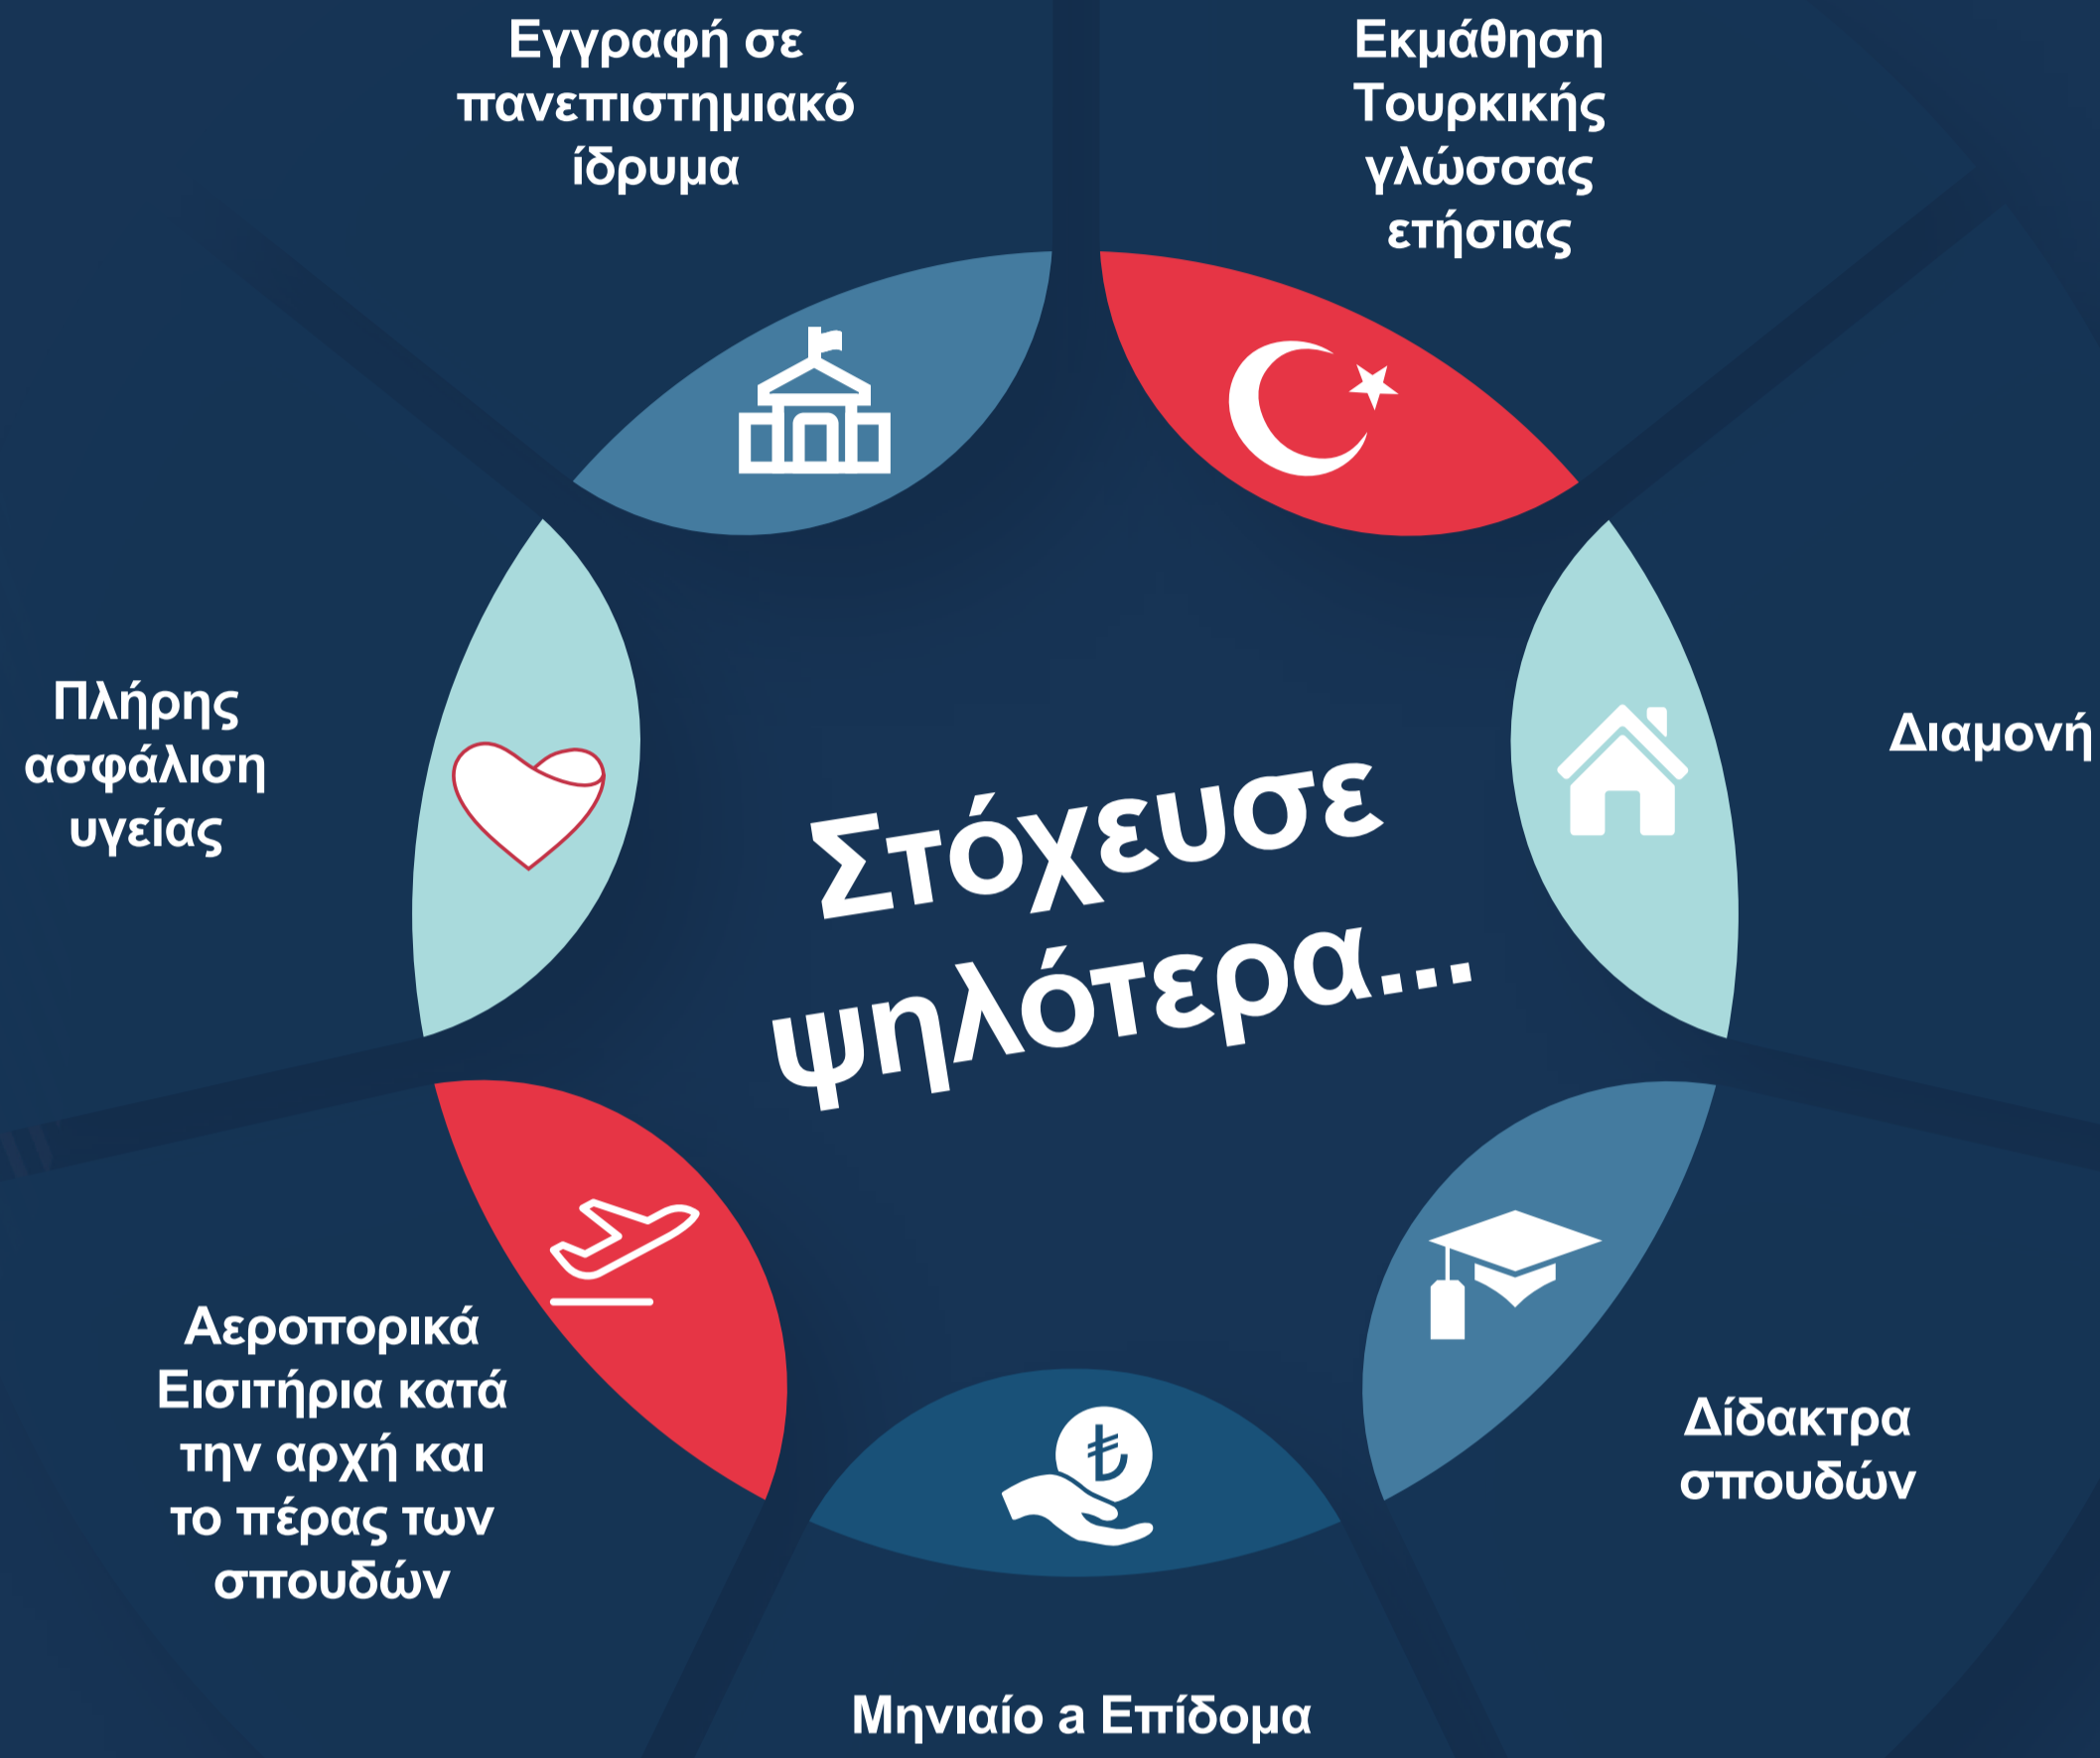 Εγγραφή σε
πανεπιστημιακό
ίδρυμα
Εκμάθηση
Τουρκικής
γλώσσας
ετήσιας
Πλήρης
ασφάλιση
υγείας
Διαμονή
Στόχευσε
ψηλότερα...
Αεροπορικά
Εισιτήρια κατά
την αρχή και
το πέρας των
σπουδών
Δίδακτρα
σπουδών
Μηνιαίο a Επίδομα